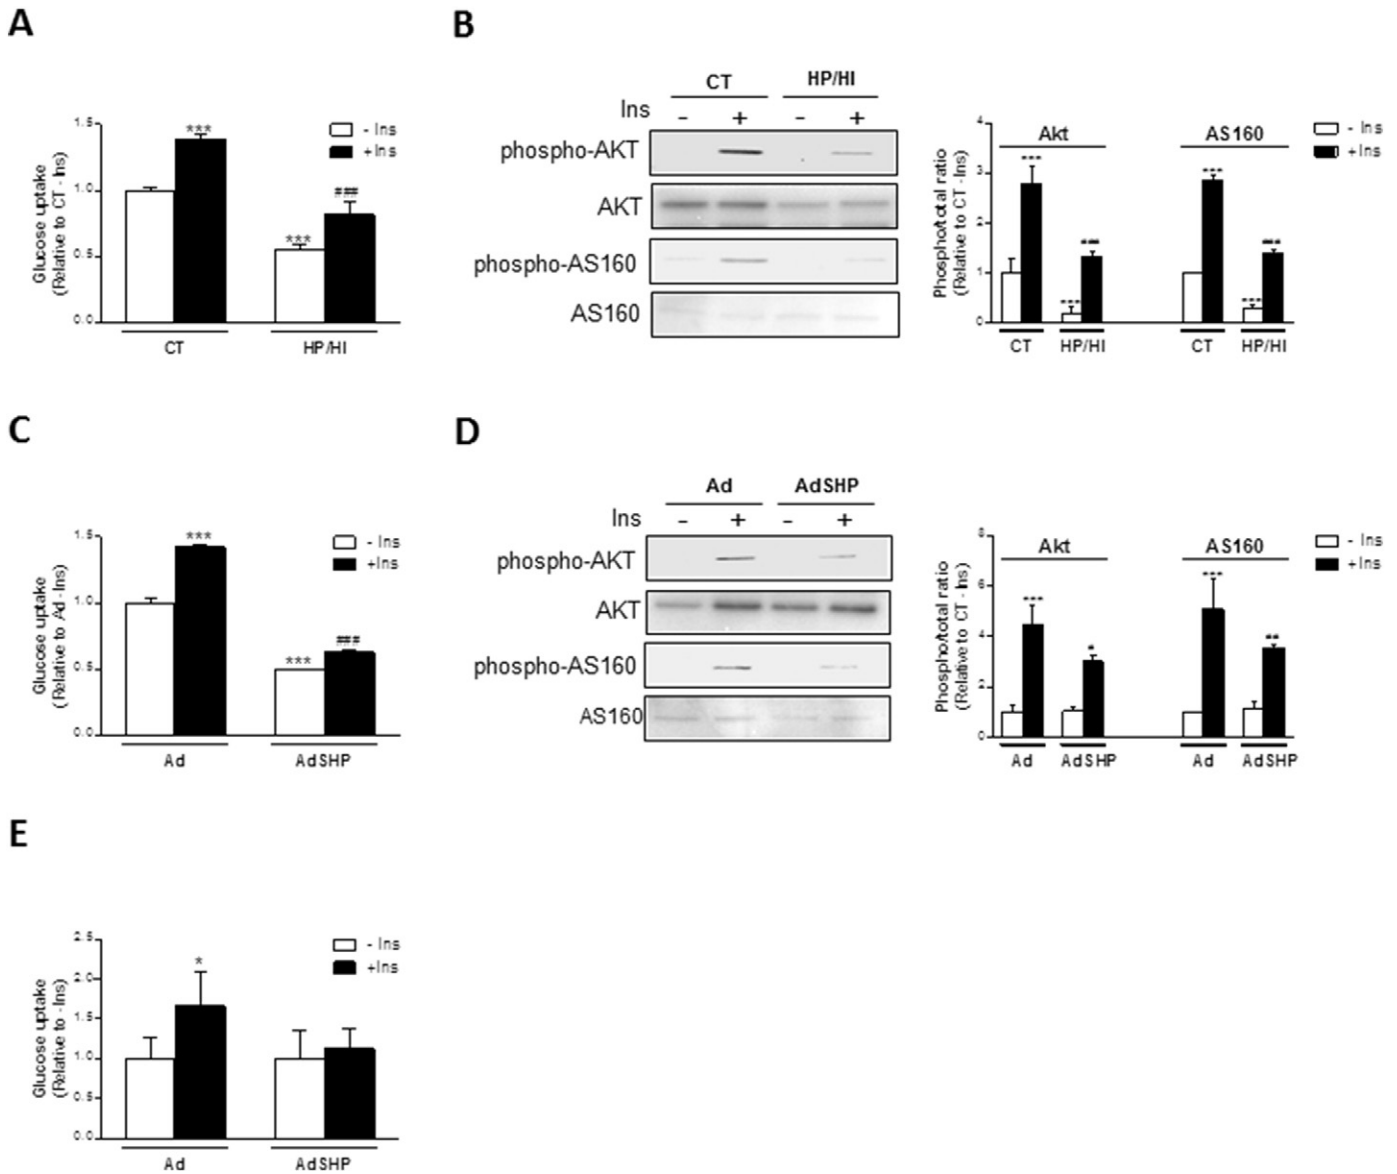 A
Glucose uptake
(Relative to CT - Ins)
1.5
1.0
0.5
0.0
***
***
###
- Ins
+Ins
CT
HP/HI
B
CT
HP/HI
Ins
-
+
-
+
phospho-AKT
AKT
phospho-AS160
AS160
Phospho/total ratio
(Relative to CT - Ins)
4
3
2
1
0
Akt
AS160
***
***
###
***
***
###
- Ins
+Ins
CT
HP/HI
CT
HP/HI
C
Glucose uptake
(Relative to Ad - Ins)
1.5
1.0
0.5
0.0
***
***
###
- Ins
+Ins
Ad
AdSHP
D
Ad
AdSHP
Ins
-
+
-
+
phospho-AKT
AKT
phospho-AS160
AS160
Phospho/total ratio
(Relative to CT - Ins)
8
6
4
2
0
Akt
AS160
***
*
***
- Ins
+Ins
Ad
AdSHP
Ad
AdSHP
E
Glucose uptake
(Relative to - Ins)
2.5
2.0
1.5
1.0
0.5
0.0
*
- Ins
+Ins
Ad
AdSHP